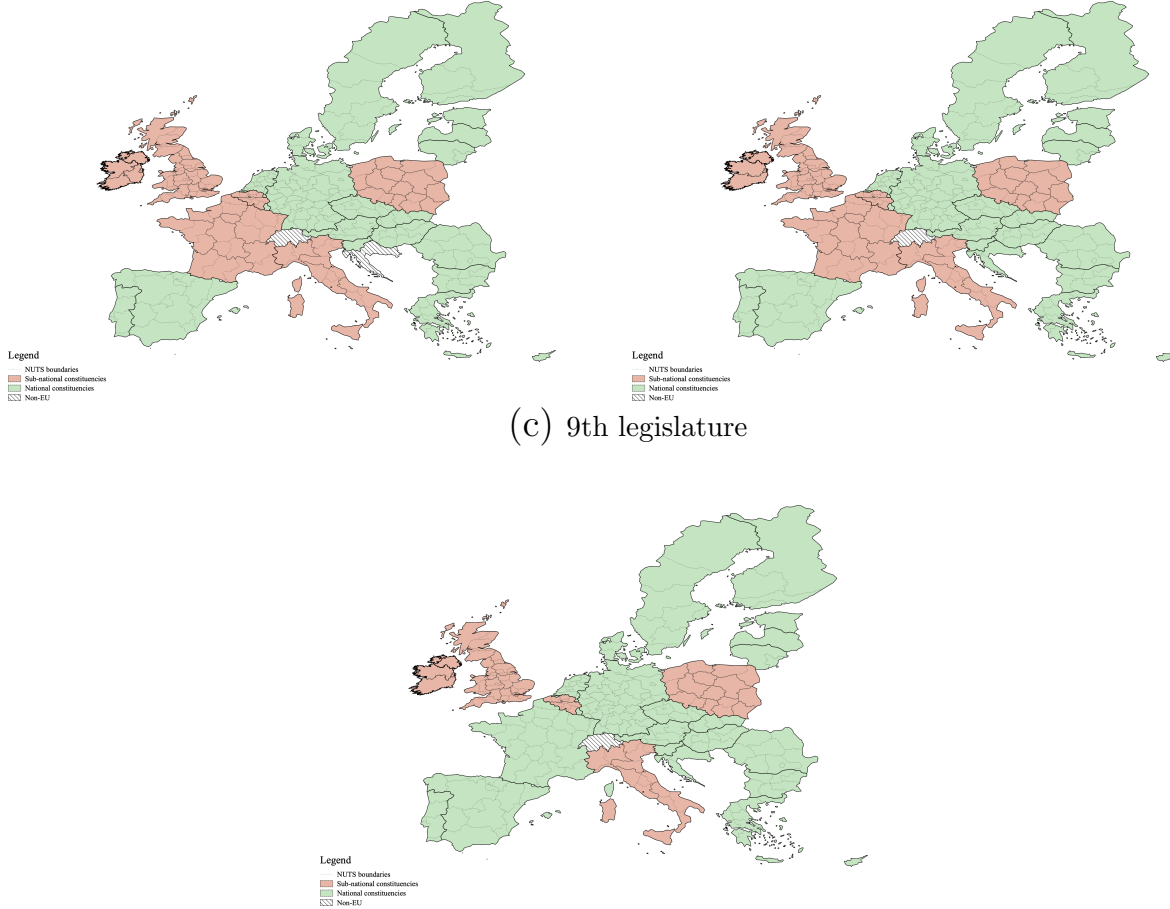 Legend
NUTS boundaries
Sub-national constituencies
National constituencies
Non-EU
Legend
NUTS boundaries
Sub-national constituencies
National constituencies
Non-EU
(c) 9th legislature
Legend
NUTS boundaries
Sub-national constituencies
National constituencies
Non-EU